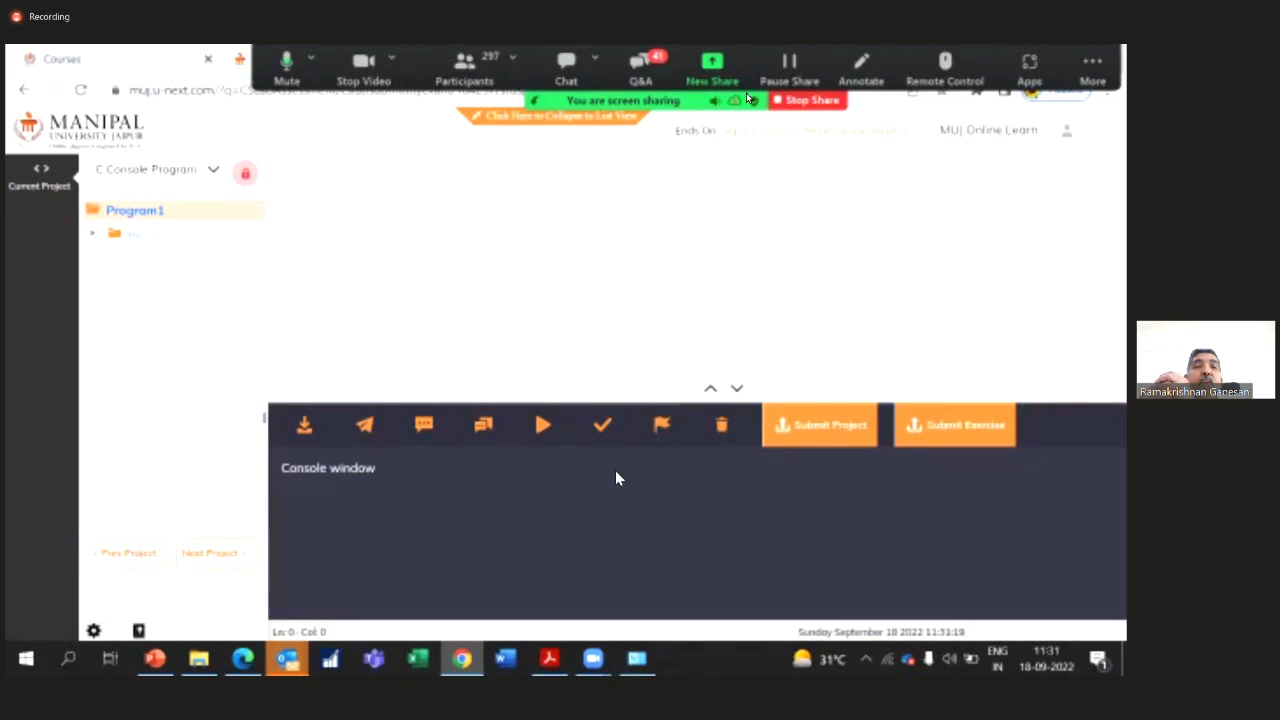 Recording
Courses
Mute
Stop Video
Participants
297
Chat
Q&A
41
New Share
Pause Share
Annotate
Remote Control
Apps
More
muj.u-next.com/
You are screen sharing
Stop Share
MANIPAL
UNIVERSITY JAIPUR
Click Here to Collapse to List View
Ends On:
MUJ Online Learn
Current Project
C Console Program
Program1
Submit Project
Submit Exercise
Console window
Prev Project
Next Project
Ln: 0 - Col: 0
Sunday September 18 2022 11:31:19
Ramakrishnan Ganesan
31°C
ENG
IN
11:31
18-09-2022
1